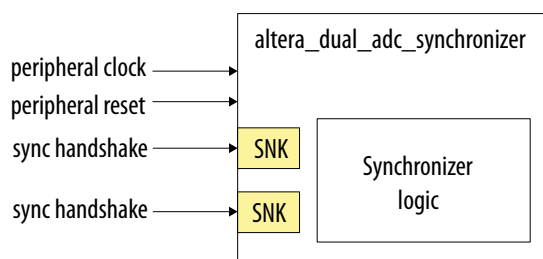 altera_dual_adc_synchronizer
peripheral clock
peripheral reset
sync handshake
SNK
sync handshake
SNK
Synchronizer
logic